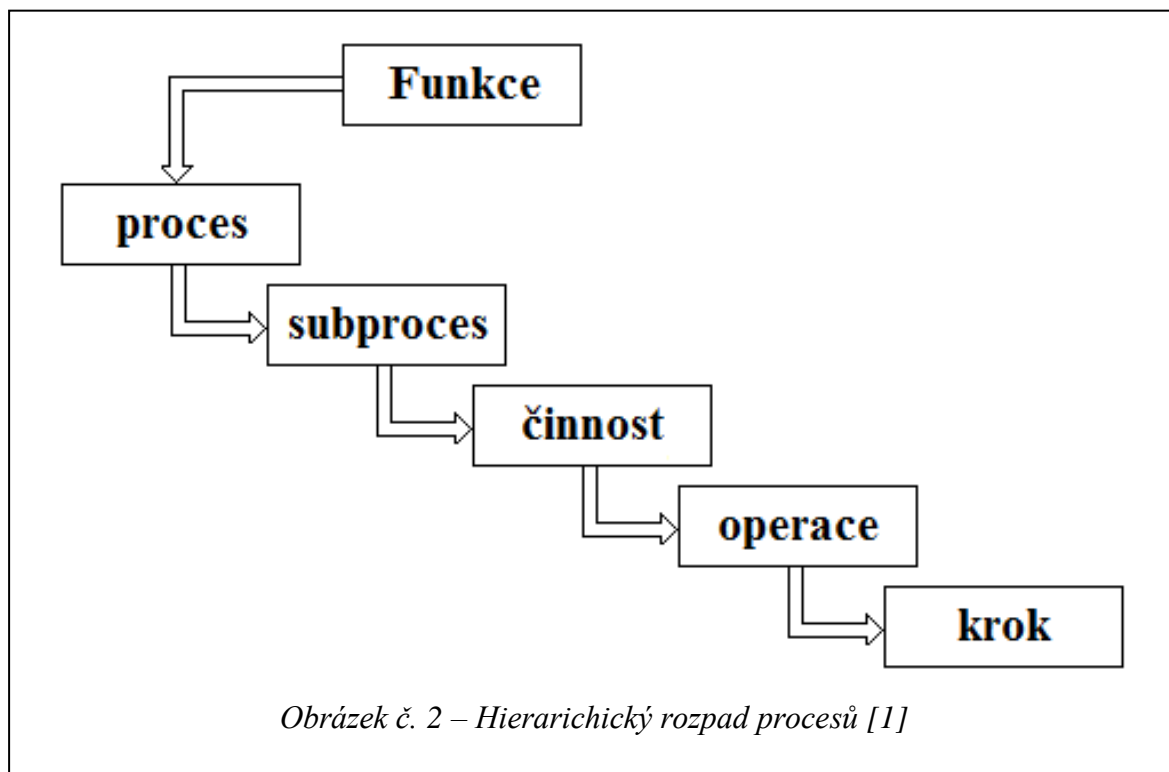 Funkce
proces
subproces
činnost
operace
krok
Obrázek č. 2 – Hierarichický rozpad procesů [1]